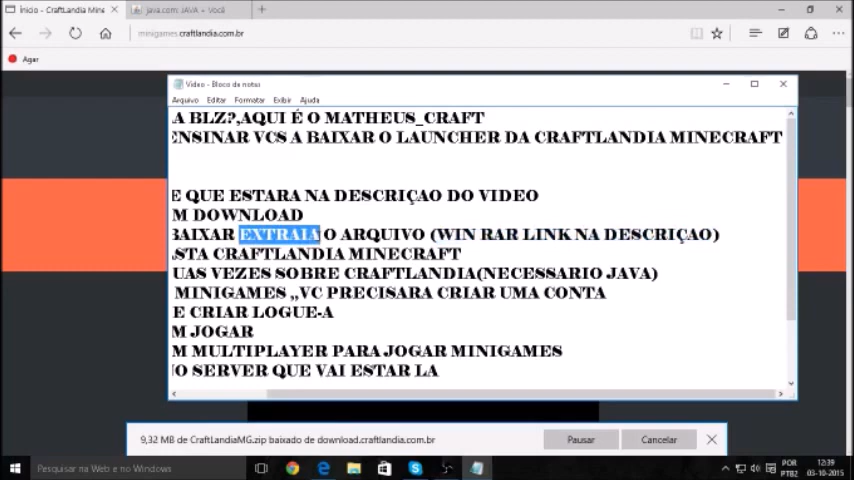 Início - CraftLandia Mine
java.com: JAVA + Você
minigames.craftlandia.com.br
Agar
Video - Bloco de notas
Arquivo Editar Formatar Exibir Ajuda
A BLZ?,AQUI É O MATHEUS_CRAFT
ENSINAR VCS A BAIXAR O LAUNCHER DA CRAFTLANDIA MINECRAFT
E QUE ESTARA NA DESCRIÇAO DO VIDEO
M DOWNLOAD
BAIXAR EXTRAIA O ARQUIVO (WIN RAR LINK NA DESCRIÇAO)
STA CRAFTLANDIA MINECRAFT
UAS VEZES SOBRE CRAFTLANDIA(NECESSARIO JAVA)
MINIGAMES ,,VC PRECISARA CRIAR UMA CONTA
E CRIAR LOGUE-A
M JOGAR
M MULTIPLAYER PARA JOGAR MINIGAMES
O SERVER QUE VAI ESTAR LA
9,32 MB de CraftLandiaMG.zip baixado de download.craftlandia.com.br
Pausar
Cancelar
Pesquisar na Web e no Windows
POR
PTB2
12:39
03-10-2015